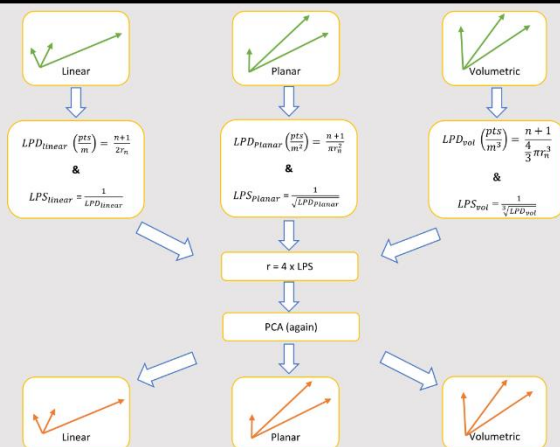 Linear
Planar
Volumetric
LPD_linear (pts/m) = (n+1)/(2r_n)
&
LPS_linear = 1/LPD_linear
LPD_Planar (pts/m²) = (n+1)/(πr_n²)
&
LPS_Planar = 1/√(LPD_Planar)
LPD_vol (pts/m³) = (n+1)/(4/3 πr_n³)
&
LPS_vol = 1/∛(LPD_vol)
r = 4 x LPS
PCA (again)
Linear
Planar
Volumetric